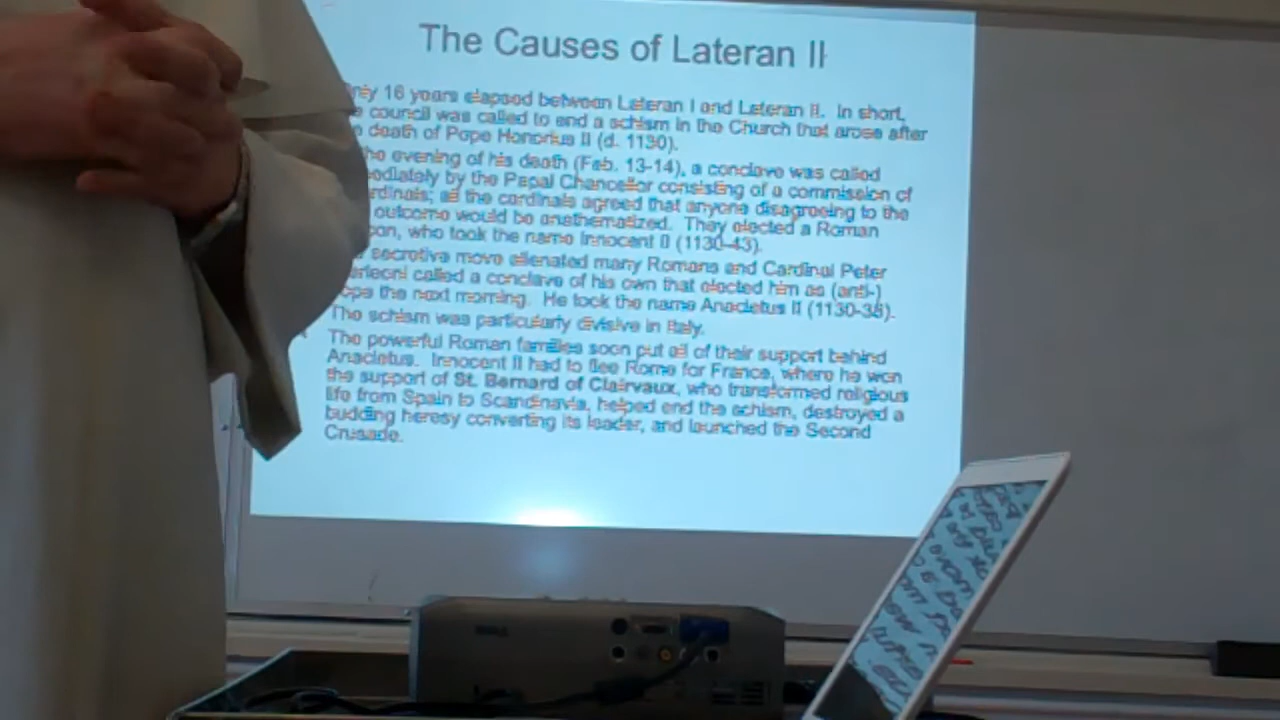 The Causes of Lateran II
16 years elapsed between Lateran I and Lateran II. In short,
council was called to end a schism in the Church that arose after
death of Pope Honorius II (d. 1130).
evening of his death (Feb. 13-14), a conclave was called
by the Papal Chancellor consisting of a commission of
all the cardinals agreed that anyone disagreeing to the
outcome would be anathematized. They elected a Roman
who took the name Innocent II (1130-43).
secretive move alienated many Romans and Cardinal Peter
called a conclave of his own that elected him as (anti-)
the next morning. He took the name Anacletus II (1130-38).
The schism was particularly divisive in Italy.
The powerful Roman families soon put all of their support behind
Anacletus. Innocent II had to flee Rome for France, where he won
the support of St. Bernard of Clairvaux, who transformed religious
life from Spain to Scandinavia, helped end the schism, destroyed a
budding heresy converting its leader, and launched the Second
Crusade.